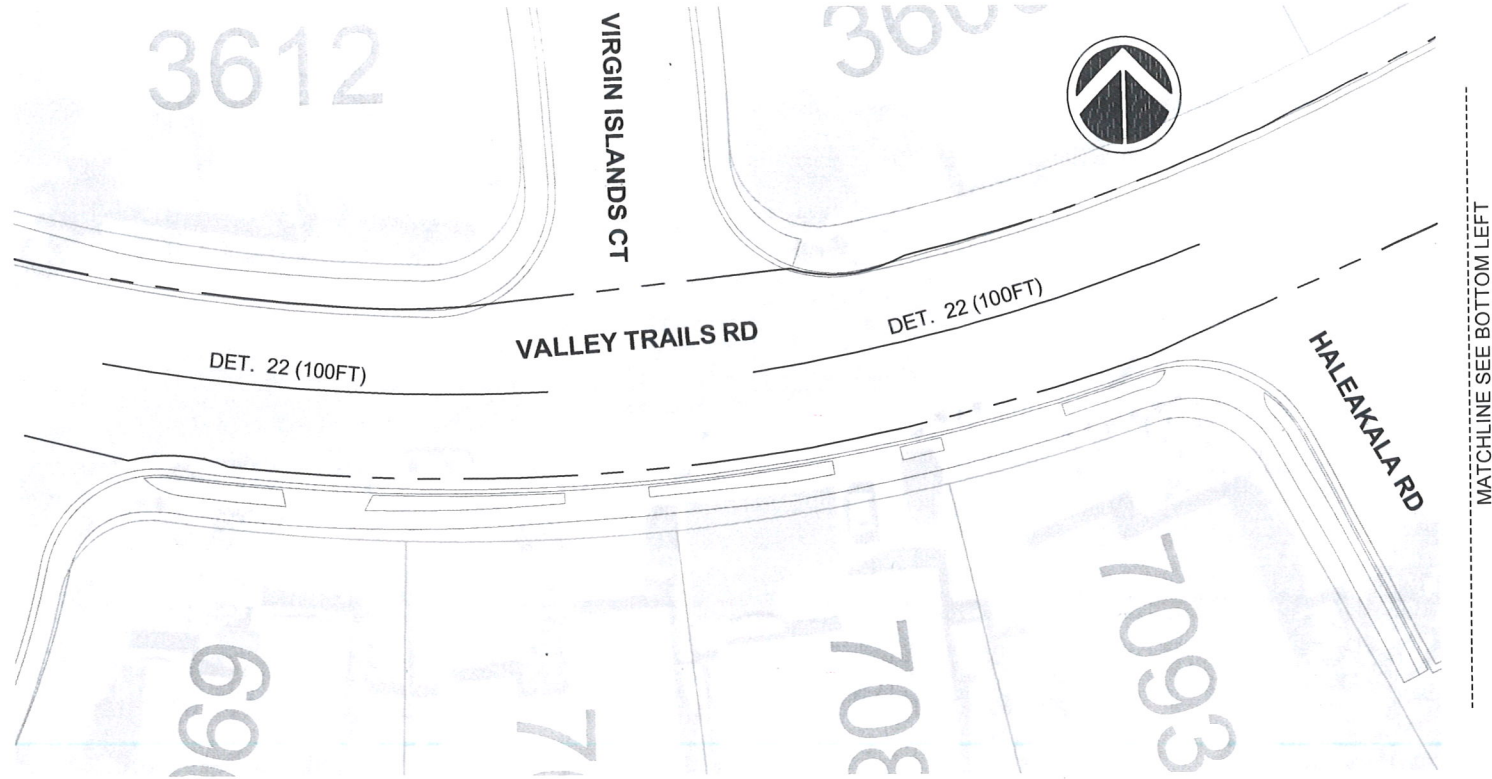 3612
VIRGIN ISLANDS CT
VALLEY TRAILS RD
DET. 22 (100FT)
DET. 22 (100FT)
HALEAKALA RD
MATCHLINE SEE BOTTOM LEFT
7093